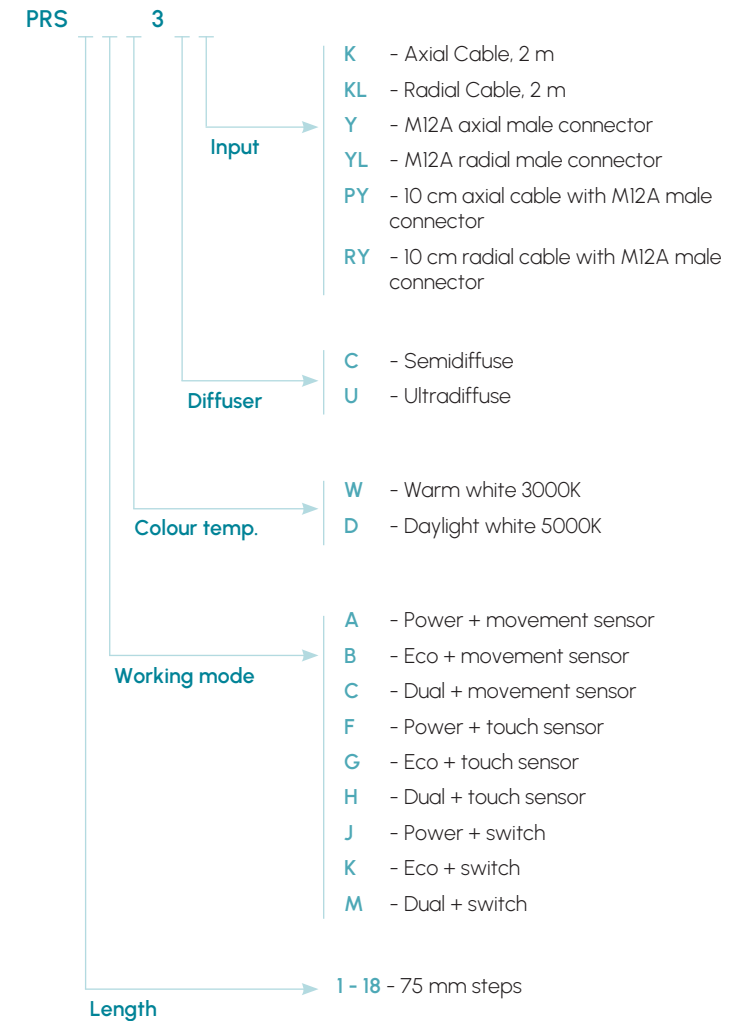 PRS 3
K - Axial Cable, 2 m
KL - Radial Cable, 2 m
Y - M12A axial male connector
Input
YL - M12A radial male connector
PY - 10 cm axial cable with M12A male
connector
RY - 10 cm radial cable with M12A male
connector
C - Semidiffuse
Diffuser
U - Ultradiffuse
W - Warm white 3000K
Colour temp.
D - Daylight white 5000K
A - Power + movement sensor
B - Eco + movement sensor
Working mode
C - Dual + movement sensor
F - Power + touch sensor
G - Eco + touch sensor
H - Dual + touch sensor
J - Power + switch
K - Eco + switch
M - Dual + switch
1 - 18 - 75 mm steps
Length